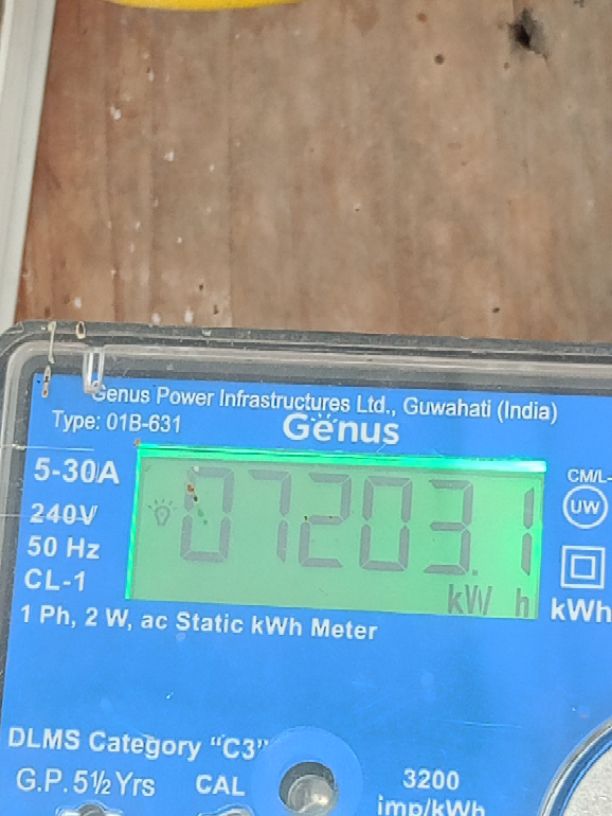 Genus Power Infrastructures Ltd., Guwahati (India)
Type: 01B-631
Genus
5-30A
240V
50 Hz
CL-1
07203.1
kW h
CM/L-
UW
kWh
1 Ph, 2 W, ac Static kWh Meter
DLMS Category "C3"
G.P. 5½ Yrs
CAL
3200
imp/kWh